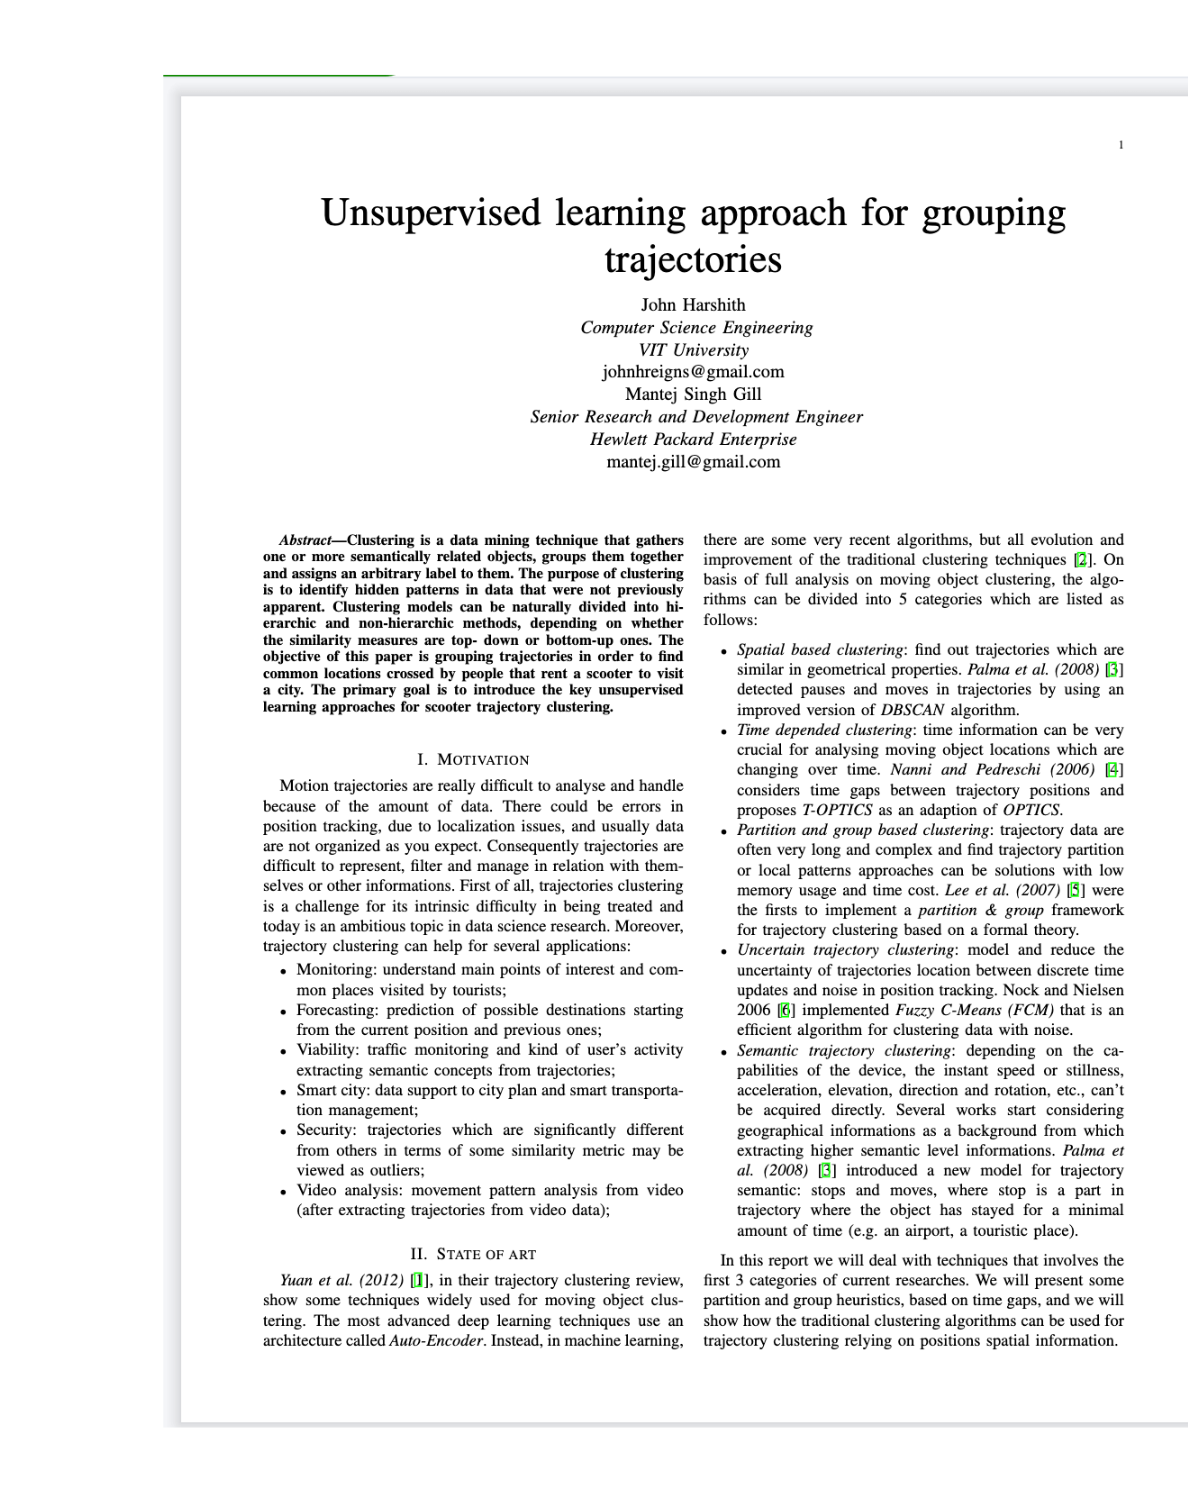 1
Unsupervised learning approach for grouping
trajectories
John Harshith
Computer Science Engineering
VIT University
johnhreigns@gmail.com
Mantej Singh Gill
Senior Research and Development Engineer
Hewlett Packard Enterprise
mantej.gill@gmail.com
Abstract—Clustering is a data mining technique that gathers
one or more semantically related objects, groups them together
and assigns an arbitrary label to them. The purpose of clustering
is to identify hidden patterns in data that were not previously
apparent. Clustering models can be naturally divided into hi-
erarchic and non-hierarchic methods, depending on whether
the similarity measures are top- down or bottom-up ones. The
objective of this paper is grouping trajectories in order to find
common locations crossed by people that rent a scooter to visit
a city. The primary goal is to introduce the key unsupervised
learning approaches for scooter trajectory clustering.
I. MOTIVATION
Motion trajectories are really difficult to analyse and handle
because of the amount of data. There could be errors in
position tracking, due to localization issues, and usually data
are not organized as you expect. Consequently trajectories are
difficult to represent, filter and manage in relation with them-
selves or other informations. First of all, trajectories clustering
is a challenge for its intrinsic difficulty in being treated and
today is an ambitious topic in data science research. Moreover,
trajectory clustering can help for several applications:
• Monitoring: understand main points of interest and com-
mon places visited by tourists;
• Forecasting: prediction of possible destinations starting
from the current position and previous ones;
• Viability: traffic monitoring and kind of user's activity
extracting semantic concepts from trajectories;
• Smart city: data support to city plan and smart transporta-
tion management;
• Security: trajectories which are significantly different
from others in terms of some similarity metric may be
viewed as outliers;
• Video analysis: movement pattern analysis from video
(after extracting trajectories from video data);
II. STATE OF ART
Yuan et al. (2012) [1], in their trajectory clustering review,
show some techniques widely used for moving object clus-
tering. The most advanced deep learning techniques use an
architecture called Auto-Encoder. Instead, in machine learning,
there are some very recent algorithms, but all evolution and
improvement of the traditional clustering techniques [2]. On
basis of full analysis on moving object clustering, the algo-
rithms can be divided into 5 categories which are listed as
follows:
• Spatial based clustering: find out trajectories which are
similar in geometrical properties. Palma et al. (2008) [3]
detected pauses and moves in trajectories by using an
improved version of DBSCAN algorithm.
• Time depended clustering: time information can be very
crucial for analysing moving object locations which are
changing over time. Nanni and Pedreschi (2006) [4]
considers time gaps between trajectory positions and
proposes T-OPTICS as an adaption of OPTICS.
• Partition and group based clustering: trajectory data are
often very long and complex and find trajectory partition
or local patterns approaches can be solutions with low
memory usage and time cost. Lee et al. (2007) [5] were
the firsts to implement a partition & group framework
for trajectory clustering based on a formal theory.
• Uncertain trajectory clustering: model and reduce the
uncertainty of trajectories location between discrete time
updates and noise in position tracking. Nock and Nielsen
2006 [6] implemented Fuzzy C-Means (FCM) that is an
efficient algorithm for clustering data with noise.
• Semantic trajectory clustering: depending on the ca-
pabilities of the device, the instant speed or stillness,
acceleration, elevation, direction and rotation, etc., can't
be acquired directly. Several works start considering
geographical informations as a background from which
extracting higher semantic level informations. Palma et
al. (2008) [3] introduced a new model for trajectory
semantic: stops and moves, where stop is a part in
trajectory where the object has stayed for a minimal
amount of time (e.g. an airport, a touristic place).
In this report we will deal with techniques that involves the
first 3 categories of current researches. We will present some
partition and group heuristics, based on time gaps, and we will
show how the traditional clustering algorithms can be used for
trajectory clustering relying on positions spatial information.